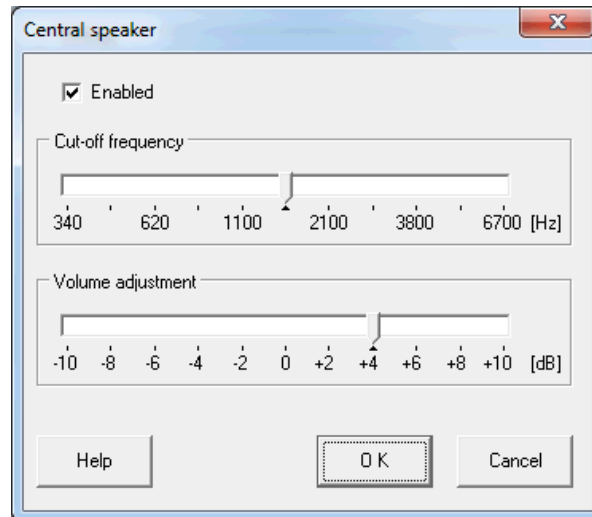 Central speaker
Enabled
Cut-off frequency
340 620 1100 2100 3800 6700 [Hz]
Volume adjustment
-10 -8 -6 -4 -2 0 +2 +4 +6 +8 +10 [dB]
Help O K Cancel